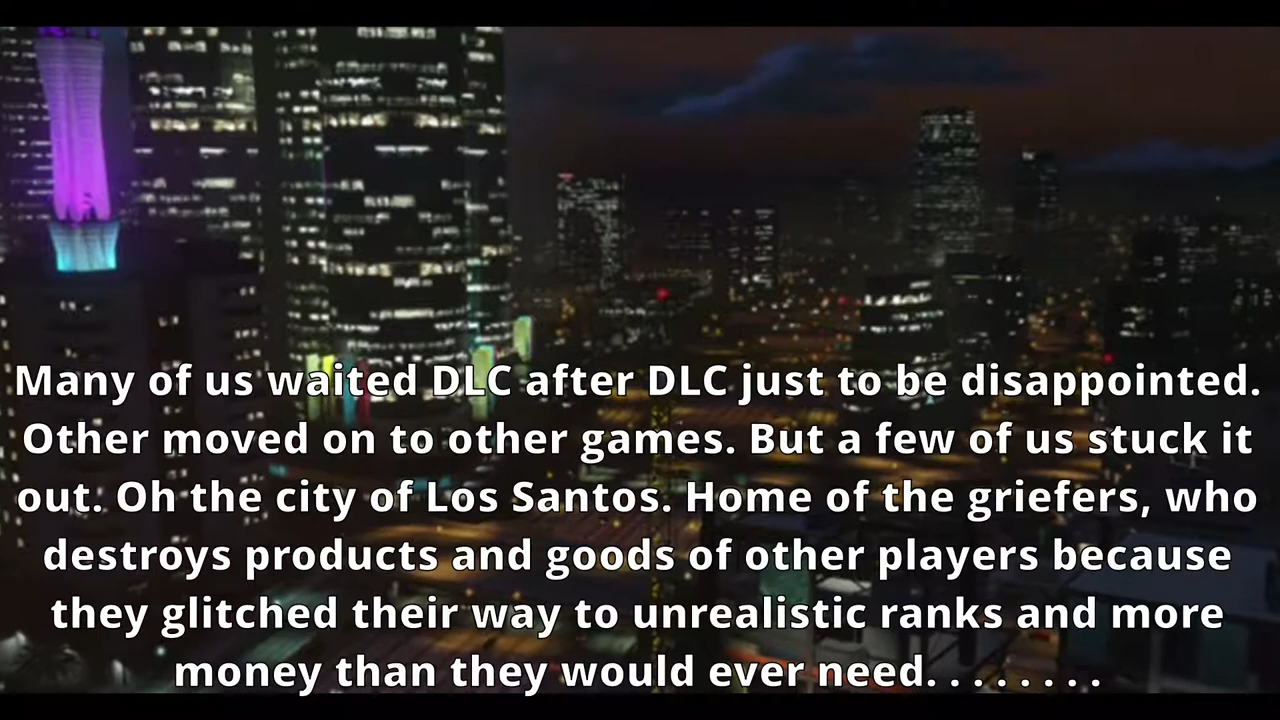 Many of us waited DLC after DLC just to be disappointed.
Other moved on to other games. But a few of us stuck it
out. Oh the city of Los Santos. Home of the griefers, who
destroys products and goods of other players because
they glitched their way to unrealistic ranks and more
money than they would ever need. . . . . . . .